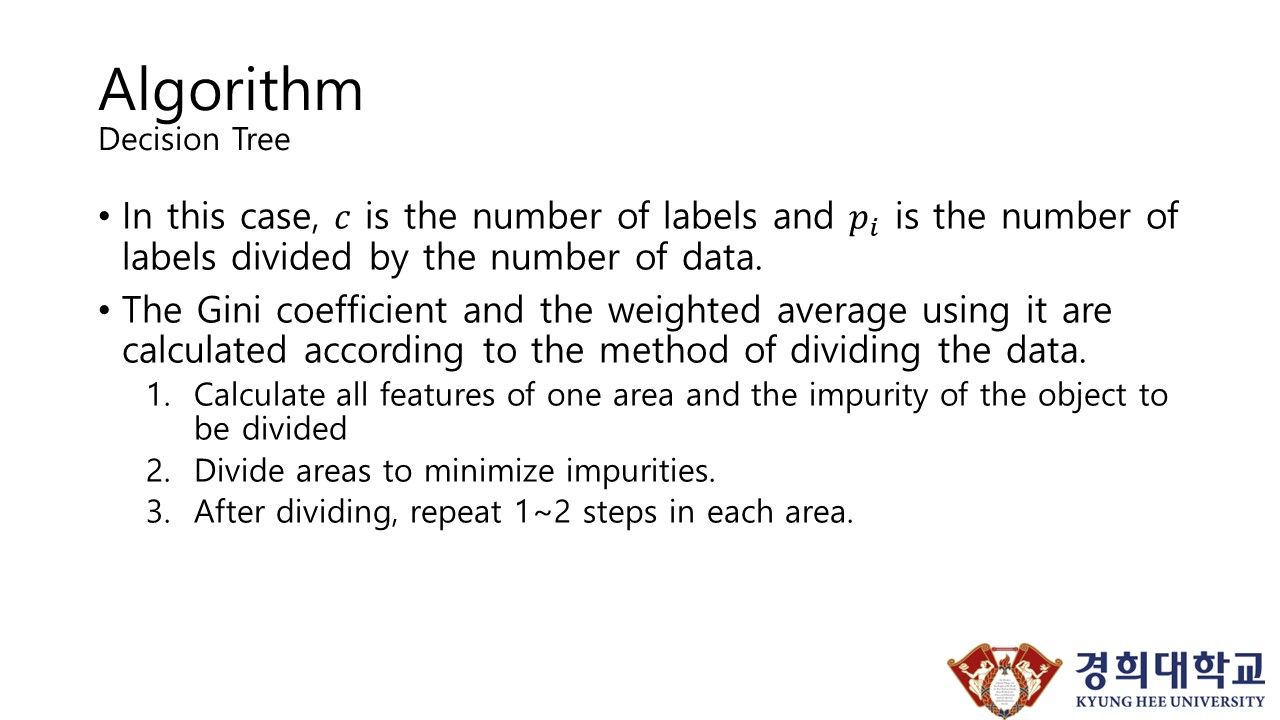 Algorithm
Decision Tree
• In this case, 𝑐 is the number of labels and 𝑝𝑖 is the number of
labels divided by the number of data.
• The Gini coefficient and the weighted average using it are
calculated according to the method of dividing the data.
1. Calculate all features of one area and the impurity of the object to
be divided
2. Divide areas to minimize impurities.
3. After dividing, repeat 1~2 steps in each area.
경희대학교
KYUNG HEE UNIVERSITY